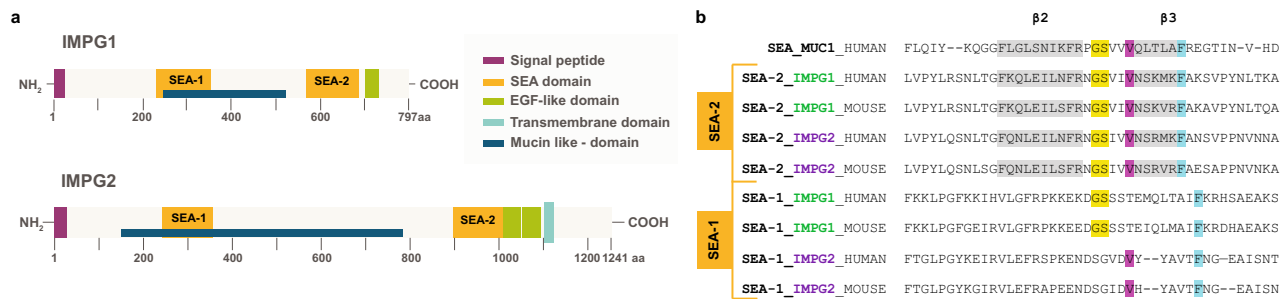 a
IMPG1
NH2
SEA-1
SEA-2
COOH
1
200
400
600
797aa
Signal peptide
SEA domain
EGF-like domain
Transmembrane domain
Mucin like - domain
IMPG2
NH2
SEA-1
SEA-2
COOH
1
200
400
600
800
1000
1200
1241 aa
b
β2 β3
SEA_MUC1_HUMAN FLQIY--KQGGFLGLSNIKFRPGSVVVQLTLAFREGTIN-V-HD
SEA-2_IMPG1_HUMAN LVPYLRSNLTGFKQLEILNFRNGSVIVNSKMKFAKSVPYNLTKA
SEA-2_IMPG1_MOUSE LVPYLRSNLTGFKQLEILSFRNGSVIVNSKVRFAKAVPYNLTQA
SEA-2_IMPG2_HUMAN LVPYLQSNLTGFQNLEILNFRNGSIVVNSRMKFANSVPPNVNNA
SEA-2_IMPG2_MOUSE LVPYLQSNLSGFQNLEILSFRNGSIVVNSRVRFAESAPPNVNKA
SEA-1_IMPG1_HUMAN FKKLPGFKKIHVLGFRPKKEKDGSSSTEMQLTAIFKRHSAEAKS
SEA-1_IMPG1_MOUSE FKKLPGFGEIRVLGFRPKKEEDGSSSTEIQLMAIFKRDHAEAKS
SEA-1_IMPG2_HUMAN FTGLPGYKEIRVLEFRSPKENDSGVDVY--YAVTFNG-EAISNT
SEA-1_IMPG2_MOUSE FTGLPGYKGIRVLEFRAPEENDSGIDVH-YAVTFNG-EAISN
SEA-2
SEA-1